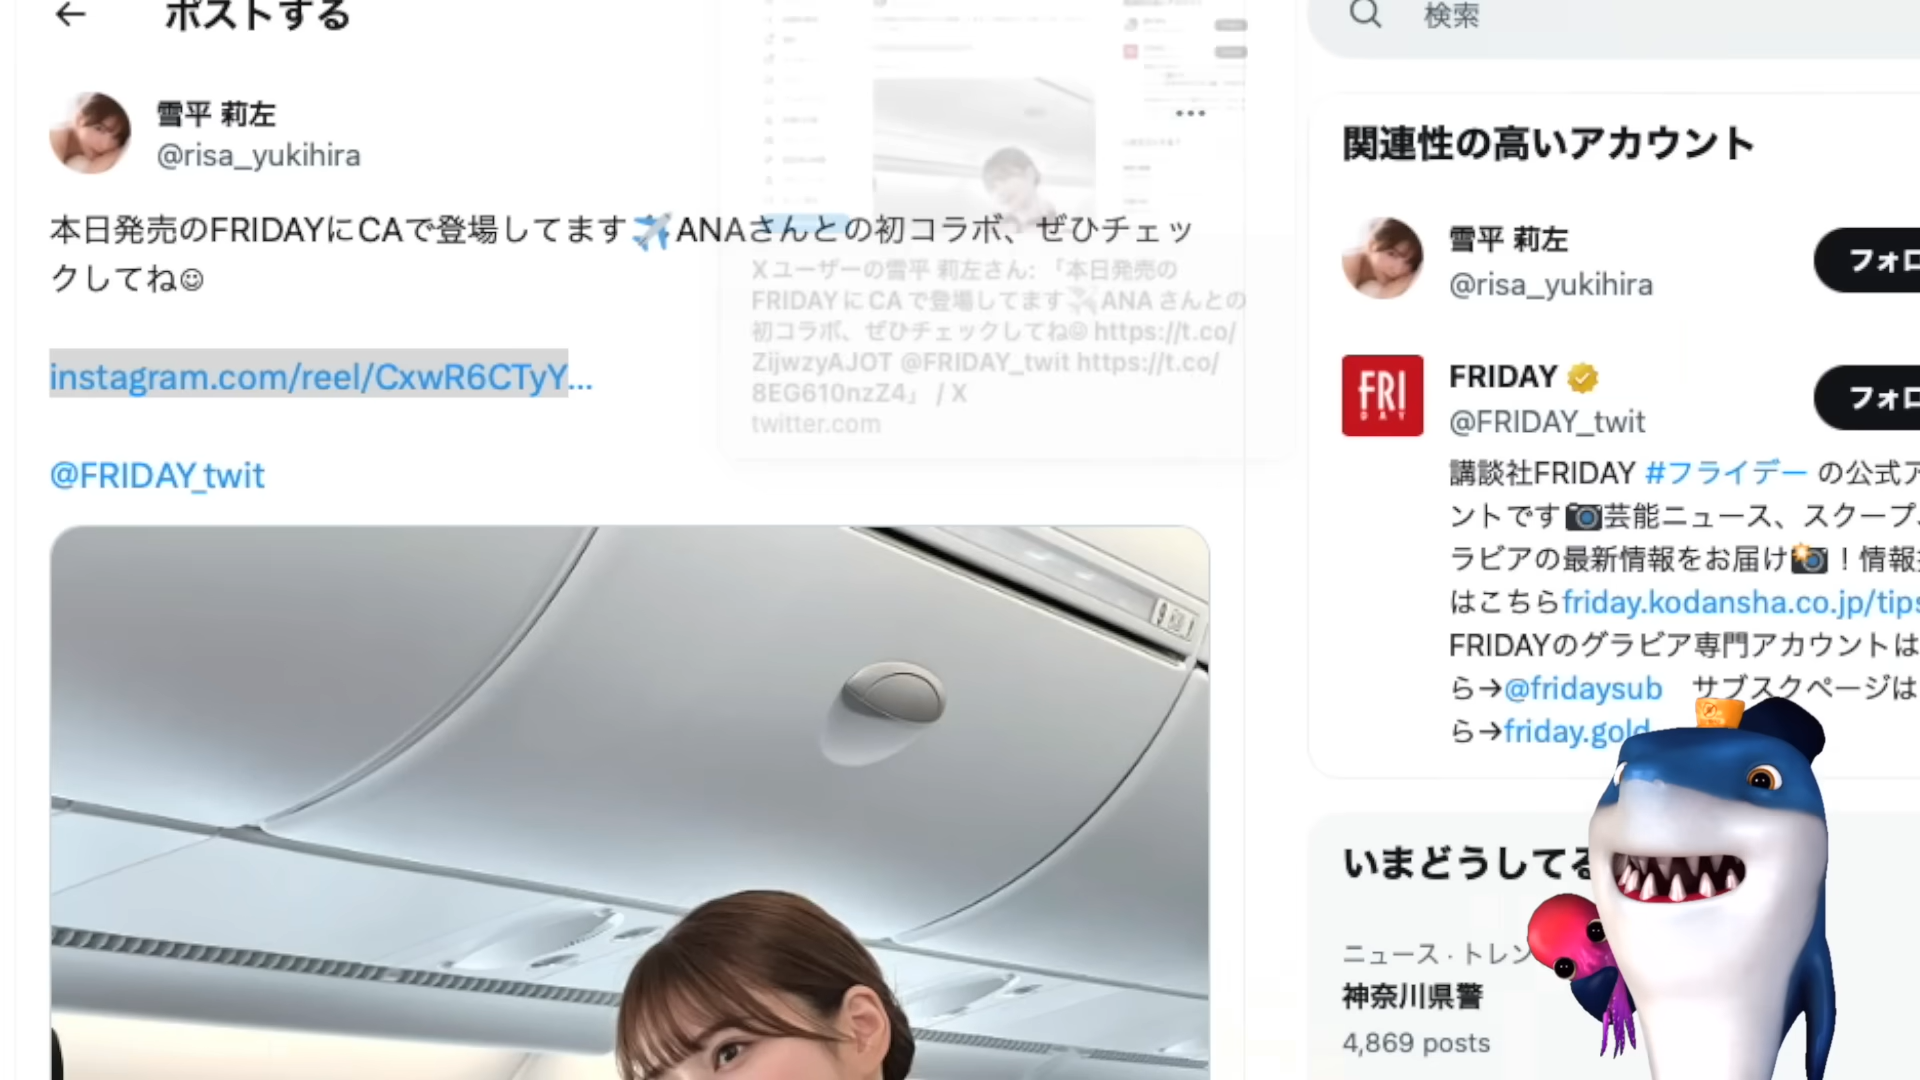 ポストする
検索
雪平 莉左
@risa_yukihira
本日発売のFRIDAYにCAで登場してます✈️ANAさんとの初コラボ、ぜひチェッ
クしてね☺
instagram.com/reel/CxwR6CTyY…
@FRIDAY_twit
Xユーザーの雪平 莉左さん: 「本日発売の
FRIDAYにCAで登場してます✈️ANAさんとの
初コラボ、ぜひチェックしてね☺ https://t.co/
ZijwzyAJOT @FRIDAY_twit https://t.co/
8EG610nzZ4」 / X
twitter.com
関連性の高いアカウント
雪平 莉左
@risa_yukihira
フォロ
FRI
DAY
FRIDAY
@FRIDAY_twit
フォロ
講談社FRIDAY #フライデー の公式ア
ントです📷芸能ニュース、スクープ、
ラビアの最新情報をお届け📸！情報
はこちらfriday.kodansha.co.jp/tips
FRIDAYのグラビア専門アカウントは
ら→@fridaysub　サブスクページは
ら→friday.gold
いまどうしてる
ニュース · トレン
神奈川県警
4,869 posts